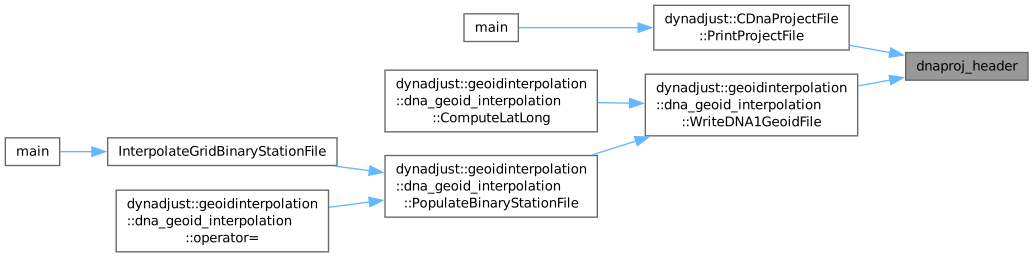 main
dynadjust::CDnaProjectFile
::PrintProjectFile
dnaproj_header
dynadjust::geoidinterpolation
::dna_geoid_interpolation
::ComputeLatLong
dynadjust::geoidinterpolation
::dna_geoid_interpolation
::WriteDNA1GeoidFile
main
InterpolateGridBinaryStationFile
dynadjust::geoidinterpolation
::dna_geoid_interpolation
::PopulateBinaryStationFile
dynadjust::geoidinterpolation
::dna_geoid_interpolation
::operator=